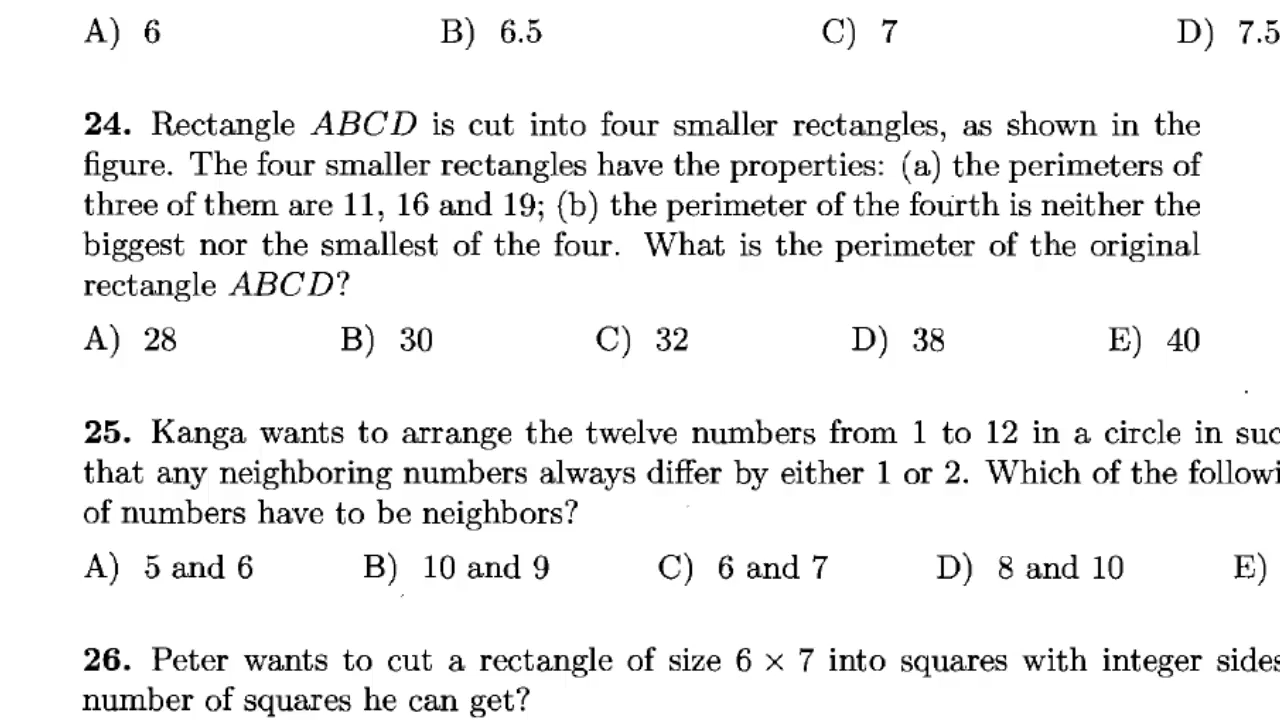 A) 6 B) 6.5 C) 7 D) 7.5
24. Rectangle ABCD is cut into four smaller rectangles, as shown in the
figure. The four smaller rectangles have the properties: (a) the perimeters of
three of them are 11, 16 and 19; (b) the perimeter of the fourth is neither the
biggest nor the smallest of the four. What is the perimeter of the original
rectangle ABCD?
A) 28 B) 30 C) 32 D) 38 E) 40
25. Kanga wants to arrange the twelve numbers from 1 to 12 in a circle in suc
that any neighboring numbers always differ by either 1 or 2. Which of the followi
of numbers have to be neighbors?
A) 5 and 6 B) 10 and 9 C) 6 and 7 D) 8 and 10 E)
26. Peter wants to cut a rectangle of size 6 × 7 into squares with integer sides
number of squares he can get?